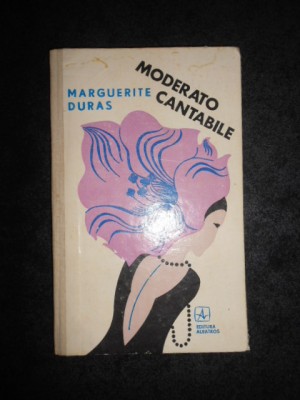 MODERATO
CANTABILE
MARGUERITE
DURAS
A
EDITURA
ALBATROS